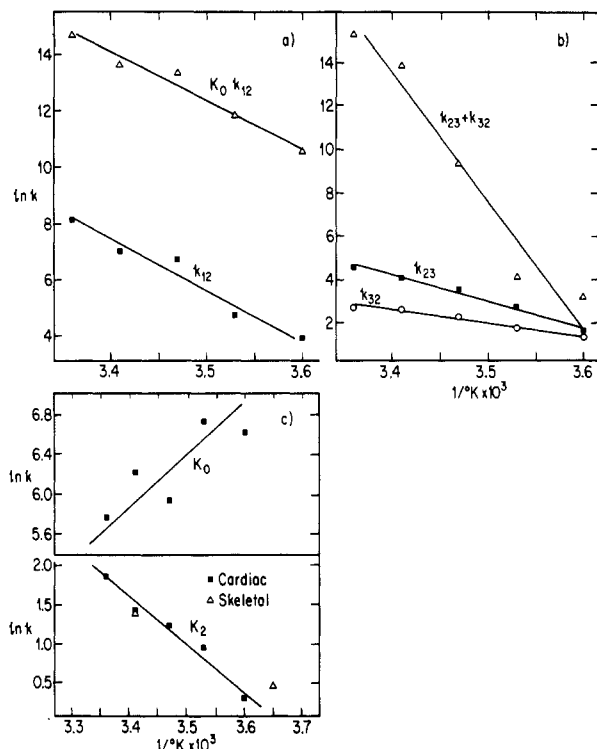 a)
14
12
10
8
6
4
ln k
K₀ k₁₂
k₁₂
3.4
3.5
3.6
b)
14
12
10
8
6
4
2
k₂₃+k₃₂
k₂₃
k₃₂
3.4
3.5
3.6
1/°K x10³
c)
6.8
6.4
6.0
5.6
ln k
K₀
2.0
1.5
1.0
0.5
ln k
■ Cardiac
△ Skeletal
K₂
3.3
3.4
3.5
3.6
3.7
1/°K x10³